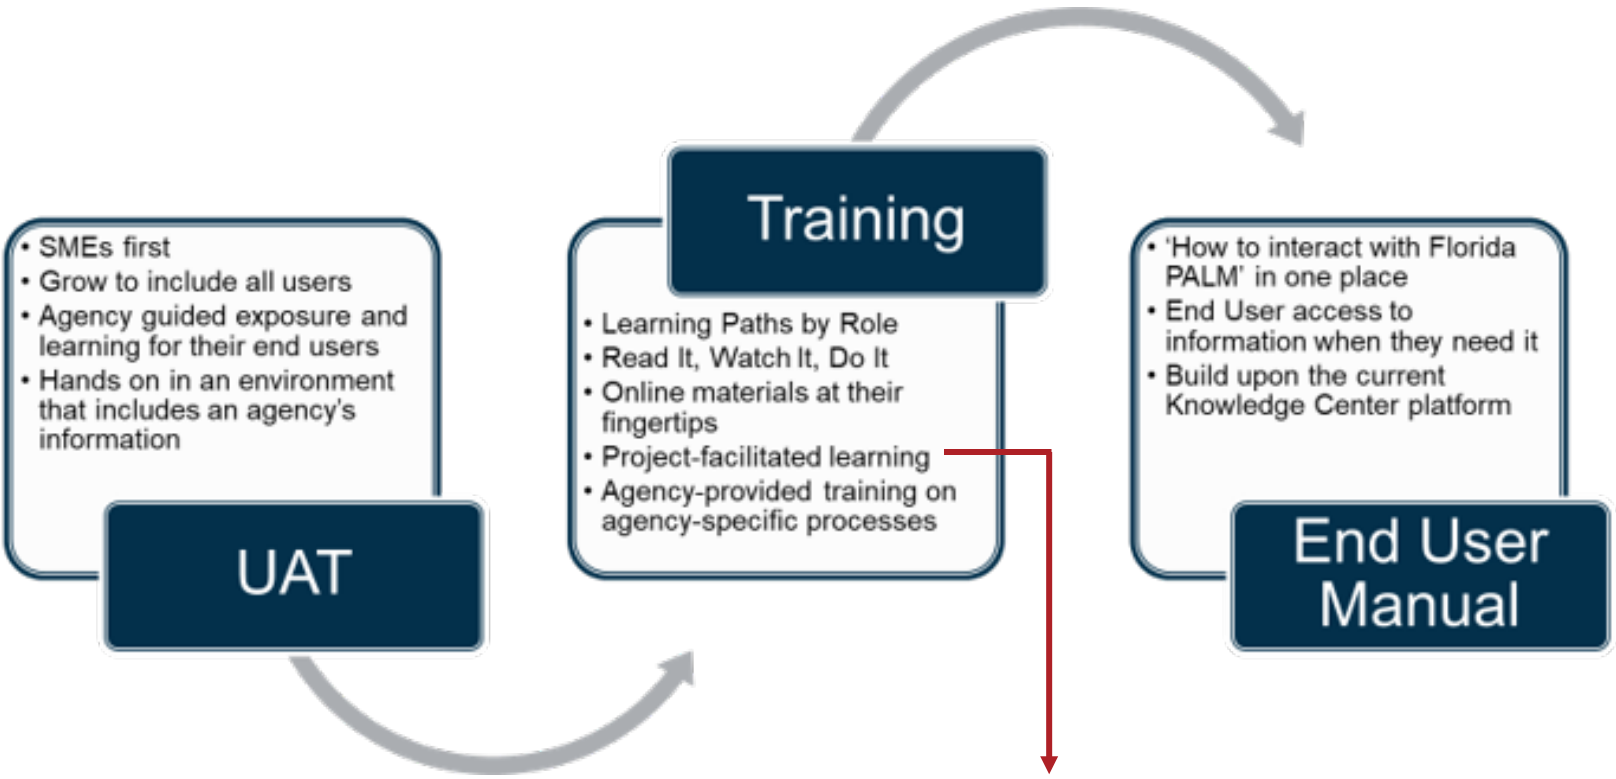 • SMEs first
• Grow to include all users
• Agency guided exposure and
learning for their end users
• Hands on in an environment
that includes an agency's
information
UAT
Training
• Learning Paths by Role
• Read It, Watch It, Do It
• Online materials at their
fingertips
• Project-facilitated learning
• Agency-provided training on
agency-specific processes
• ‘How to interact with Florida
PALM’ in one place
• End User access to
information when they need it
• Build upon the current
Knowledge Center platform
End User
Manual